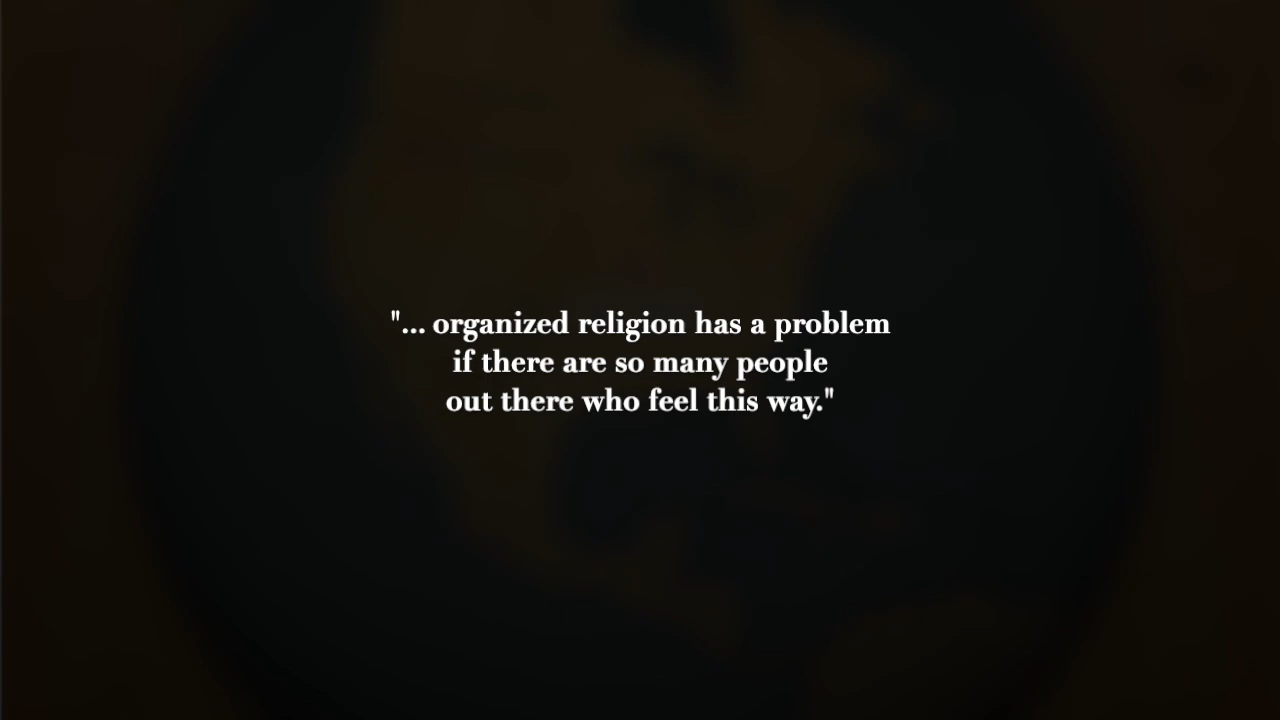 "... organized religion has a problem
if there are so many people
out there who feel this way."